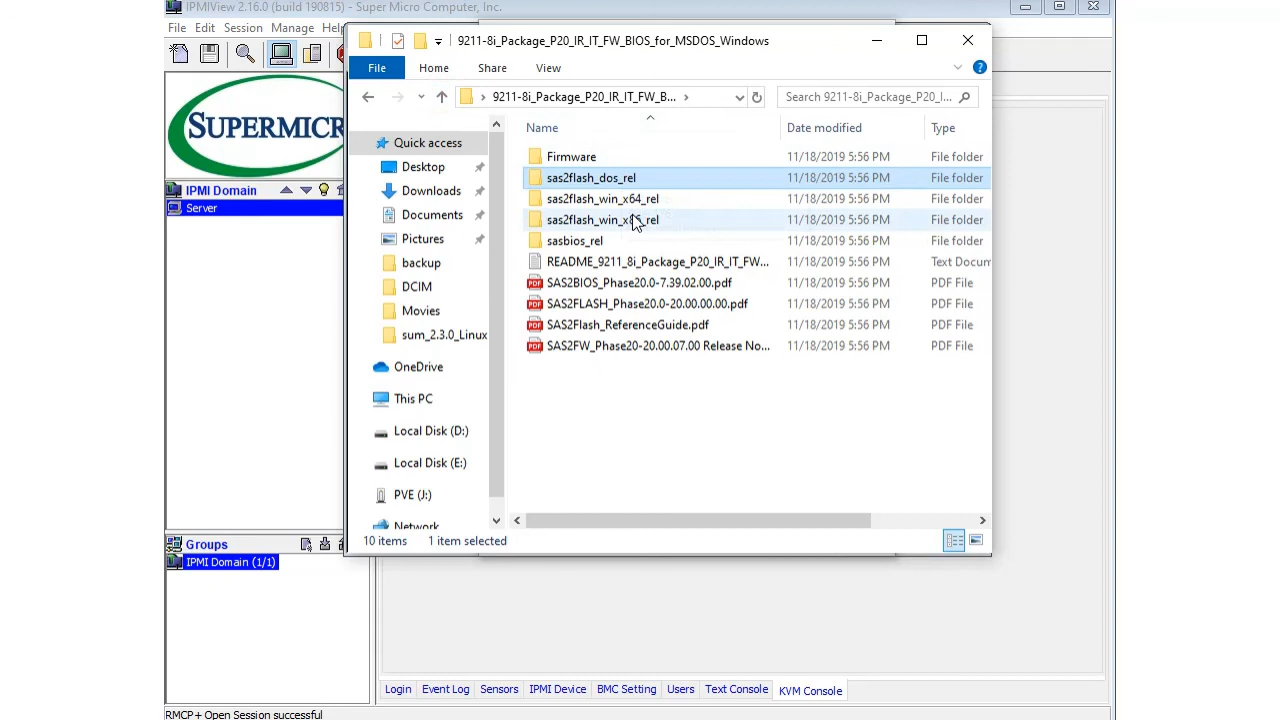 IPMIView 2.16.0 (build 190815) - Super Micro Computer, Inc.
File Edit Session Manage Help
SUPERMICR
IPMI Domain
Server
Groups
IPMI Domain (1/1)
9211-8i_Package_P20_IR_IT_FW_BIOS_for_MSDOS_Windows
File Home Share View
9211-8i_Package_P20_IR_IT_FW_B... Search 9211-8i_Package_P20_I...
Quick access
Desktop
Downloads
Documents
Pictures
backup
DCIM
Movies
sum_2.3.0_Linux
OneDrive
This PC
Local Disk (D:)
Local Disk (E:)
PVE (J:)
Network
Name Date modified Type
Firmware 11/18/2019 5:56 PM File folder
sas2flash_dos_rel 11/18/2019 5:56 PM File folder
sas2flash_win_x64_rel 11/18/2019 5:56 PM File folder
sas2flash_win_x86_rel 11/18/2019 5:56 PM File folder
sasbios_rel 11/18/2019 5:56 PM File folder
README_9211_8i_Package_P20_IR_IT_FW... 11/18/2019 5:56 PM Text Docum
SAS2BIOS_Phase20.0-7.39.02.00.pdf 11/18/2019 5:56 PM PDF File
SAS2FLASH_Phase20.0-20.00.00.00.pdf 11/18/2019 5:56 PM PDF File
SAS2Flash_ReferenceGuide.pdf 11/18/2019 5:56 PM PDF File
SAS2FW_Phase20-20.00.07.00 Release No... 11/18/2019 5:56 PM PDF File
10 items 1 item selected
Login Event Log Sensors IPMI Device BMC Setting Users Text Console KVM Console
RMCP+ Open Session successful